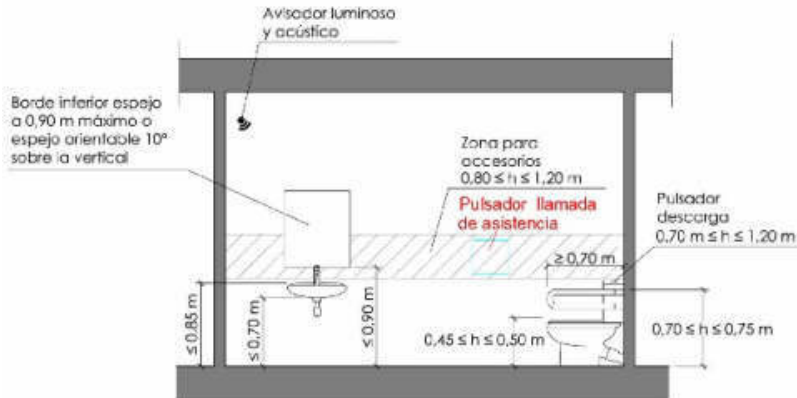 Avisador luminoso
y acústico
Borde inferior espejo
a 0,90 m máximo o
espejo orientable 10º
sobre la vertical
Zona para
accesorios
0,80 ≤ h ≤ 1,20 m
Pulsador llamada
de asistencia
Pulsador
descarga
0,70 m ≤ h ≤ 1,20 m
≥ 0,70 m
≤ 0,85 m
≤ 0,70 m
≤ 0,90 m
0,45 ≤ h ≤ 0,50 m
0,70 ≤ h ≤ 0,75 m